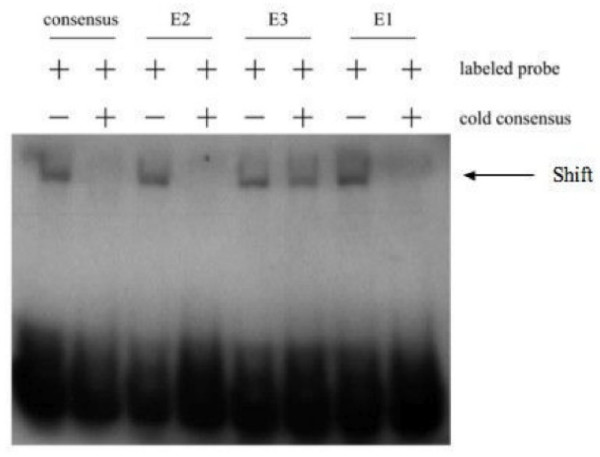 consensus E2 E3 E1
+ + + + + + + + labeled probe
− + − + − + − + cold consensus
Shift